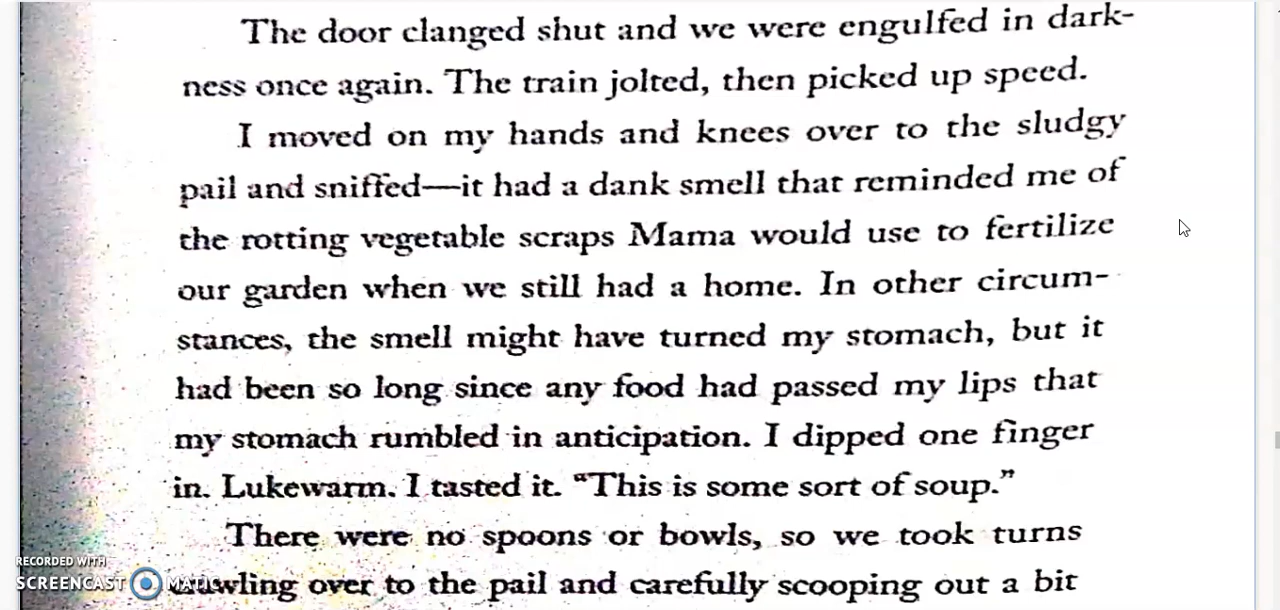 The door clanged shut and we were engulfed in dark-
ness once again. The train jolted, then picked up speed.
I moved on my hands and knees over to the sludgy
pail and sniffed—it had a dank smell that reminded me of
the rotting vegetable scraps Mama would use to fertilize
our garden when we still had a home. In other circum-
stances, the smell might have turned my stomach, but it
had been so long since any food had passed my lips that
my stomach rumbled in anticipation. I dipped one finger
in. Lukewarm. I tasted it. “This is some sort of soup.”
There were no spoons or bowls, so we took turns
crawling over to the pail and carefully scooping out a bit
RECORDED WITH
SCREENCAST MATIC